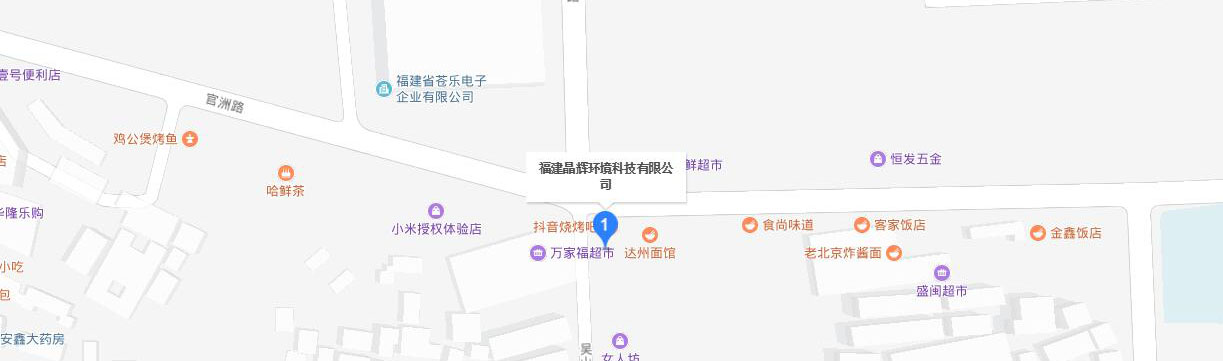 路
壹号便利店
福建省苍乐电子
企业有限公司
官洲路
鸡公煲烤鱼
福建晶辉环境科技有限公
司
鲜超市
恒发五金
店
哈鲜茶
华隆乐购
小米授权体验店
抖音烧烤吧
1
食尚味道
客家饭店
金鑫饭店
万家福超市
达州面馆
老北京炸酱面
小吃
盛闽超市
包
安鑫大药房
吴
女人坊